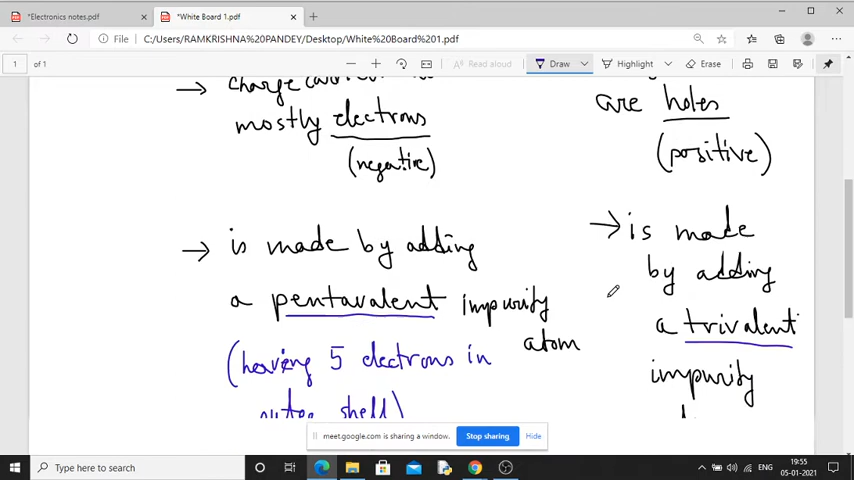 *Electronics notes.pdf
*White Board 1.pdf
File C:/Users/RAMKRISHNA%20PANDEY/Desktop/White%20Board%201.pdf
1 of 1
Read aloud
Draw
Highlight
Erase
mostly electrons
(negative)
→ is made by adding
a pentavalent impurity
atom
(having 5 electrons in
outer shell)
are holes
(positive)
→ is made
by adding
a trivalent
impurity
meet.google.com is sharing a window.
Stop sharing
Hide
Type here to search
ENG
19:55
05-01-2021